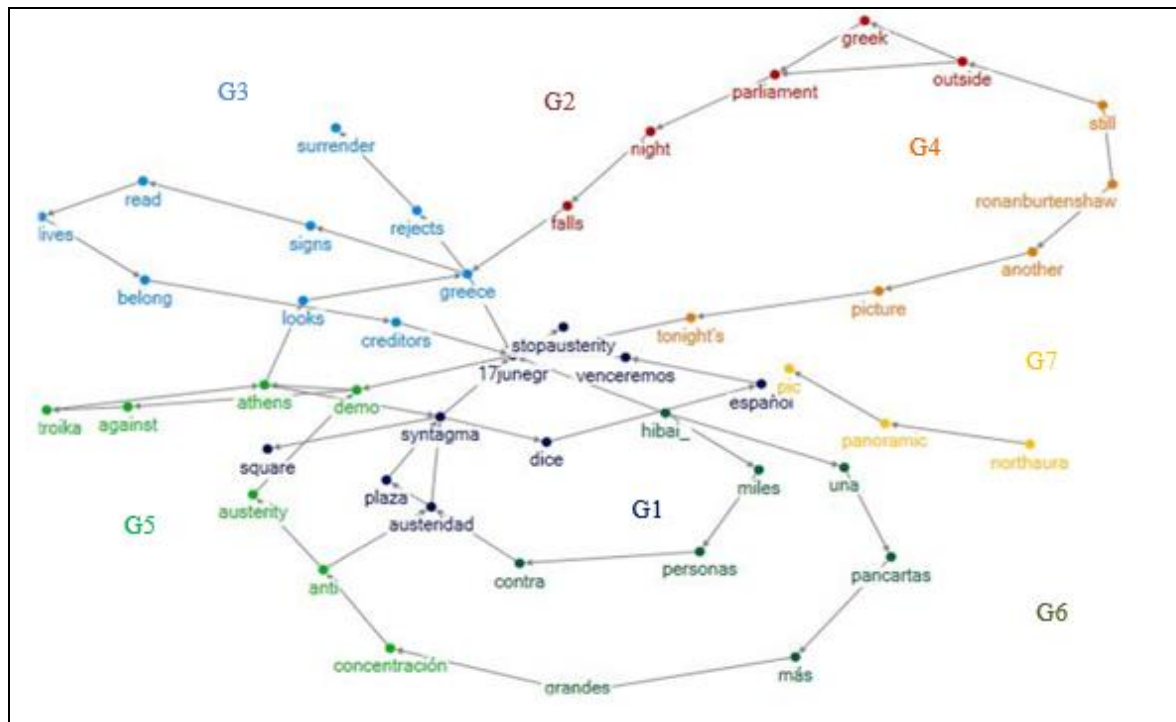 greek
parliament
outside
G3
G2
still
surrender
night
G4
read
ronanburtenshaw
lives
signs
rejects
falls
another
belong
greece
picture
looks
creditors
tonight's
stopausterity
17junegr
venceremos
G7
pic
español
troika
against
athens
demo
syntagma
hibai_
panoramic
northaura
square
dice
plaza
miles
una
austerity
G5
austeridad
G1
anti
contra
personas
pancartas
G6
concentración
grandes
más